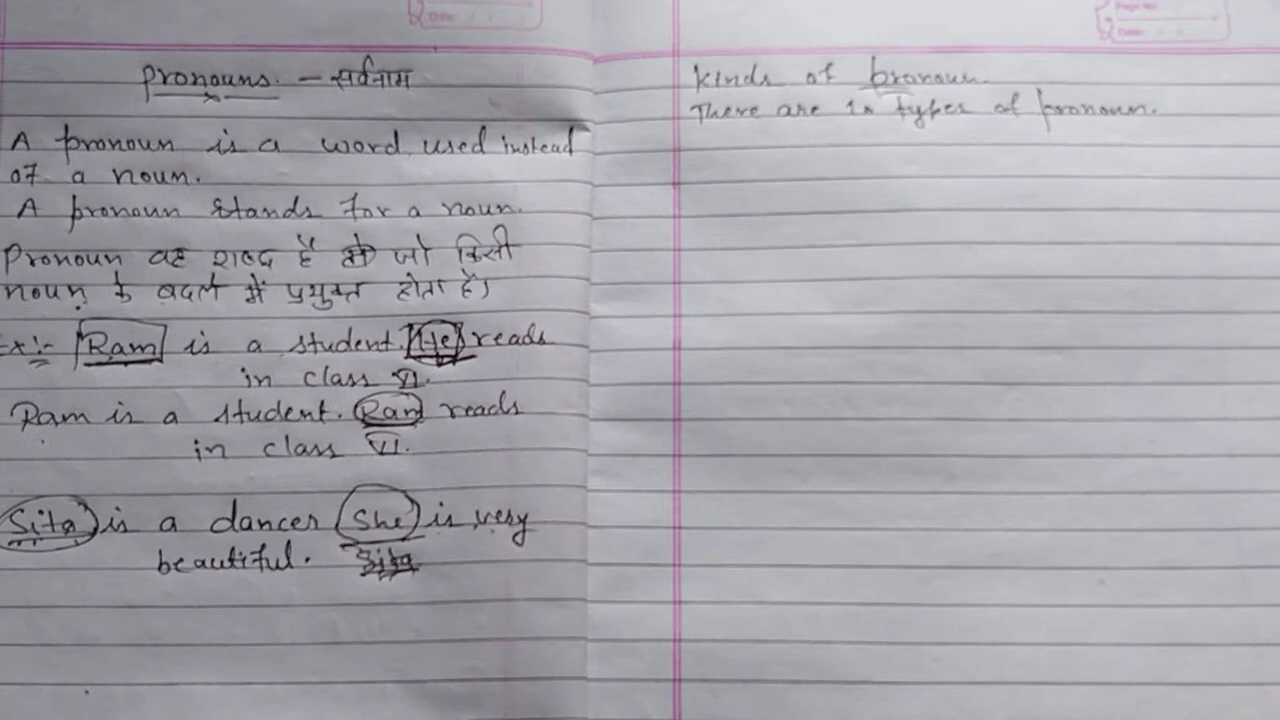 Pronouns. – सर्वनाम
A pronoun is a word used instead
of a noun.
A pronoun stands for a noun.
Pronoun वह शब्द है जो किसी
noun के बदले में प्रयुक्त होता है।
Ex:- Ram is a student. He reads
in class VI.
Ram is a student. Ram reads
in class VI.
Sita is a dancer She is very
beautiful. Sita
Kinds of pronoun.
There are 10 types of pronoun.